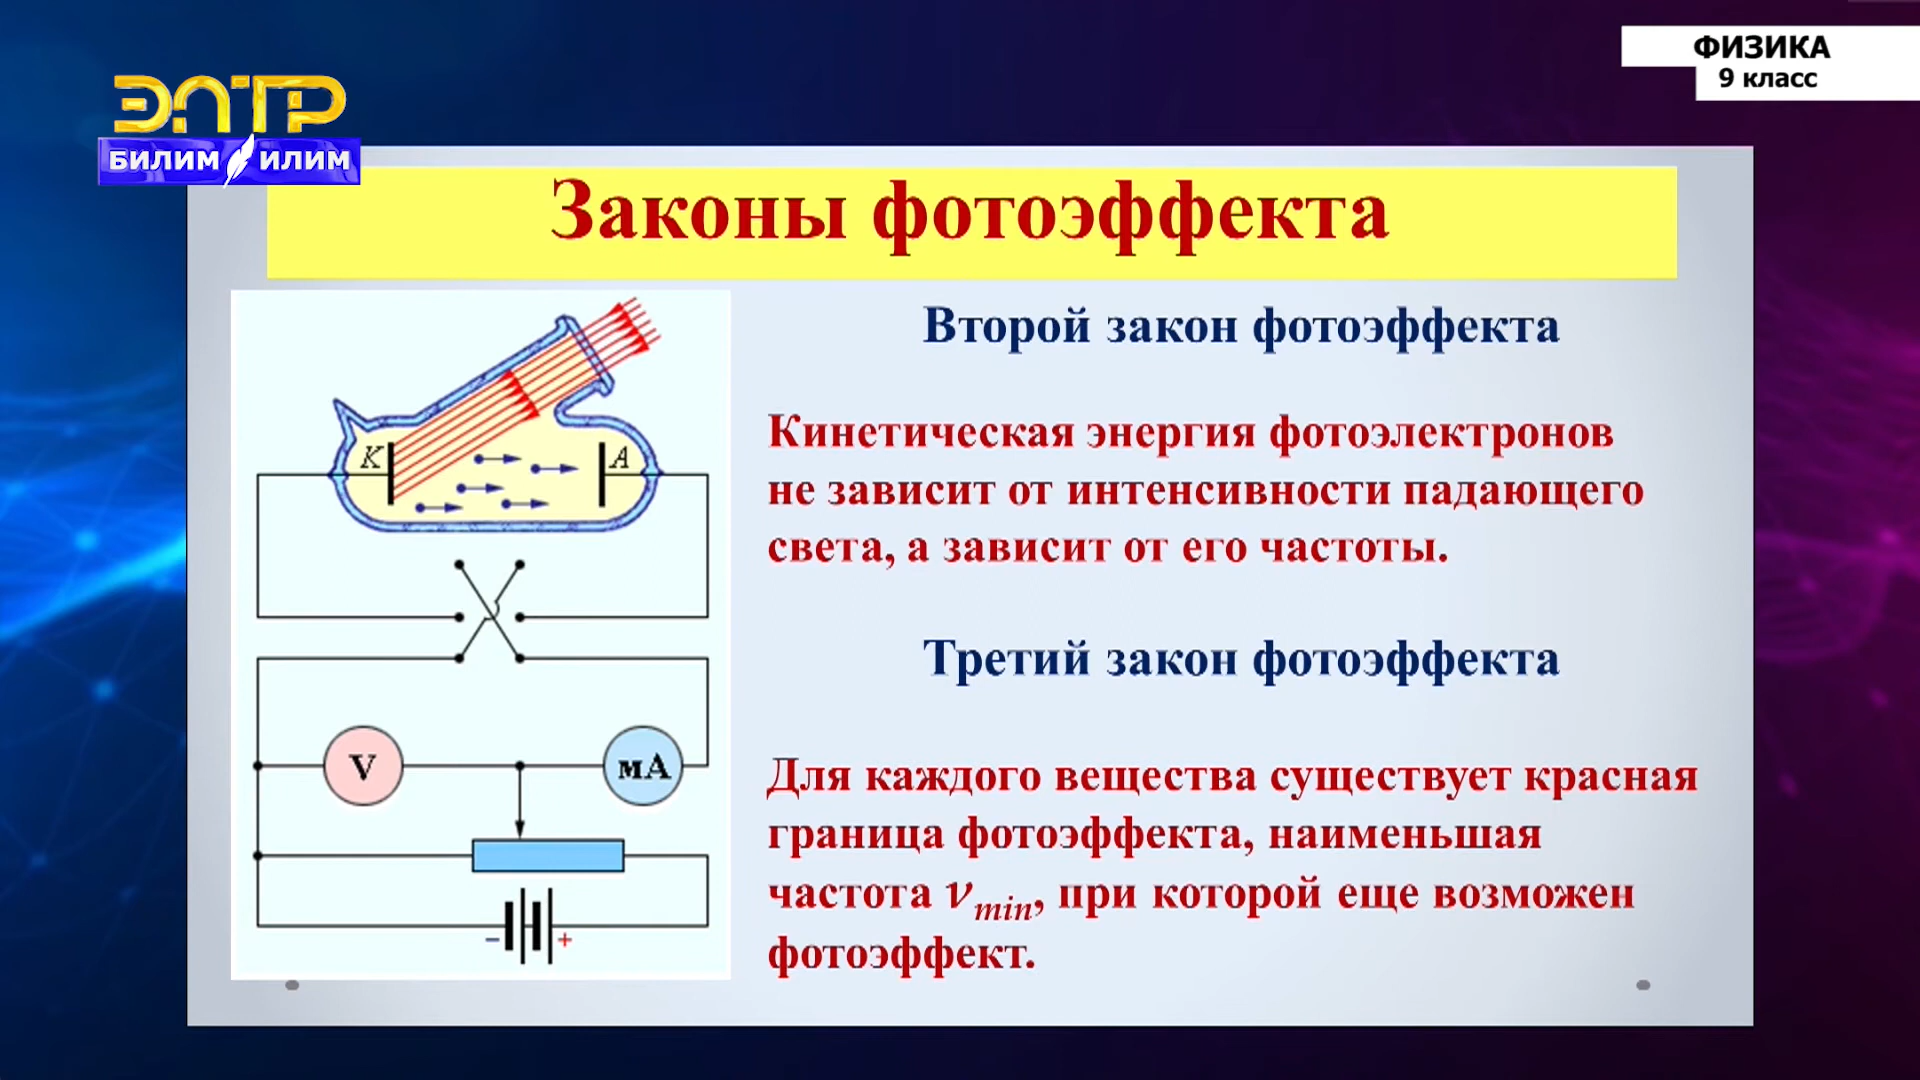 ФИЗИКА
9 класс
ЭЛТР
БИЛИМ ИЛИМ
Законы фотоэффекта
Второй закон фотоэффекта
Кинетическая энергия фотоэлектронов
не зависит от интенсивности падающего
света, а зависит от его частоты.
Третий закон фотоэффекта
Для каждого вещества существует красная
граница фотоэффекта, наименьшая
частота ν_min, при которой еще возможен
фотоэффект.
K
A
V
мА
– +